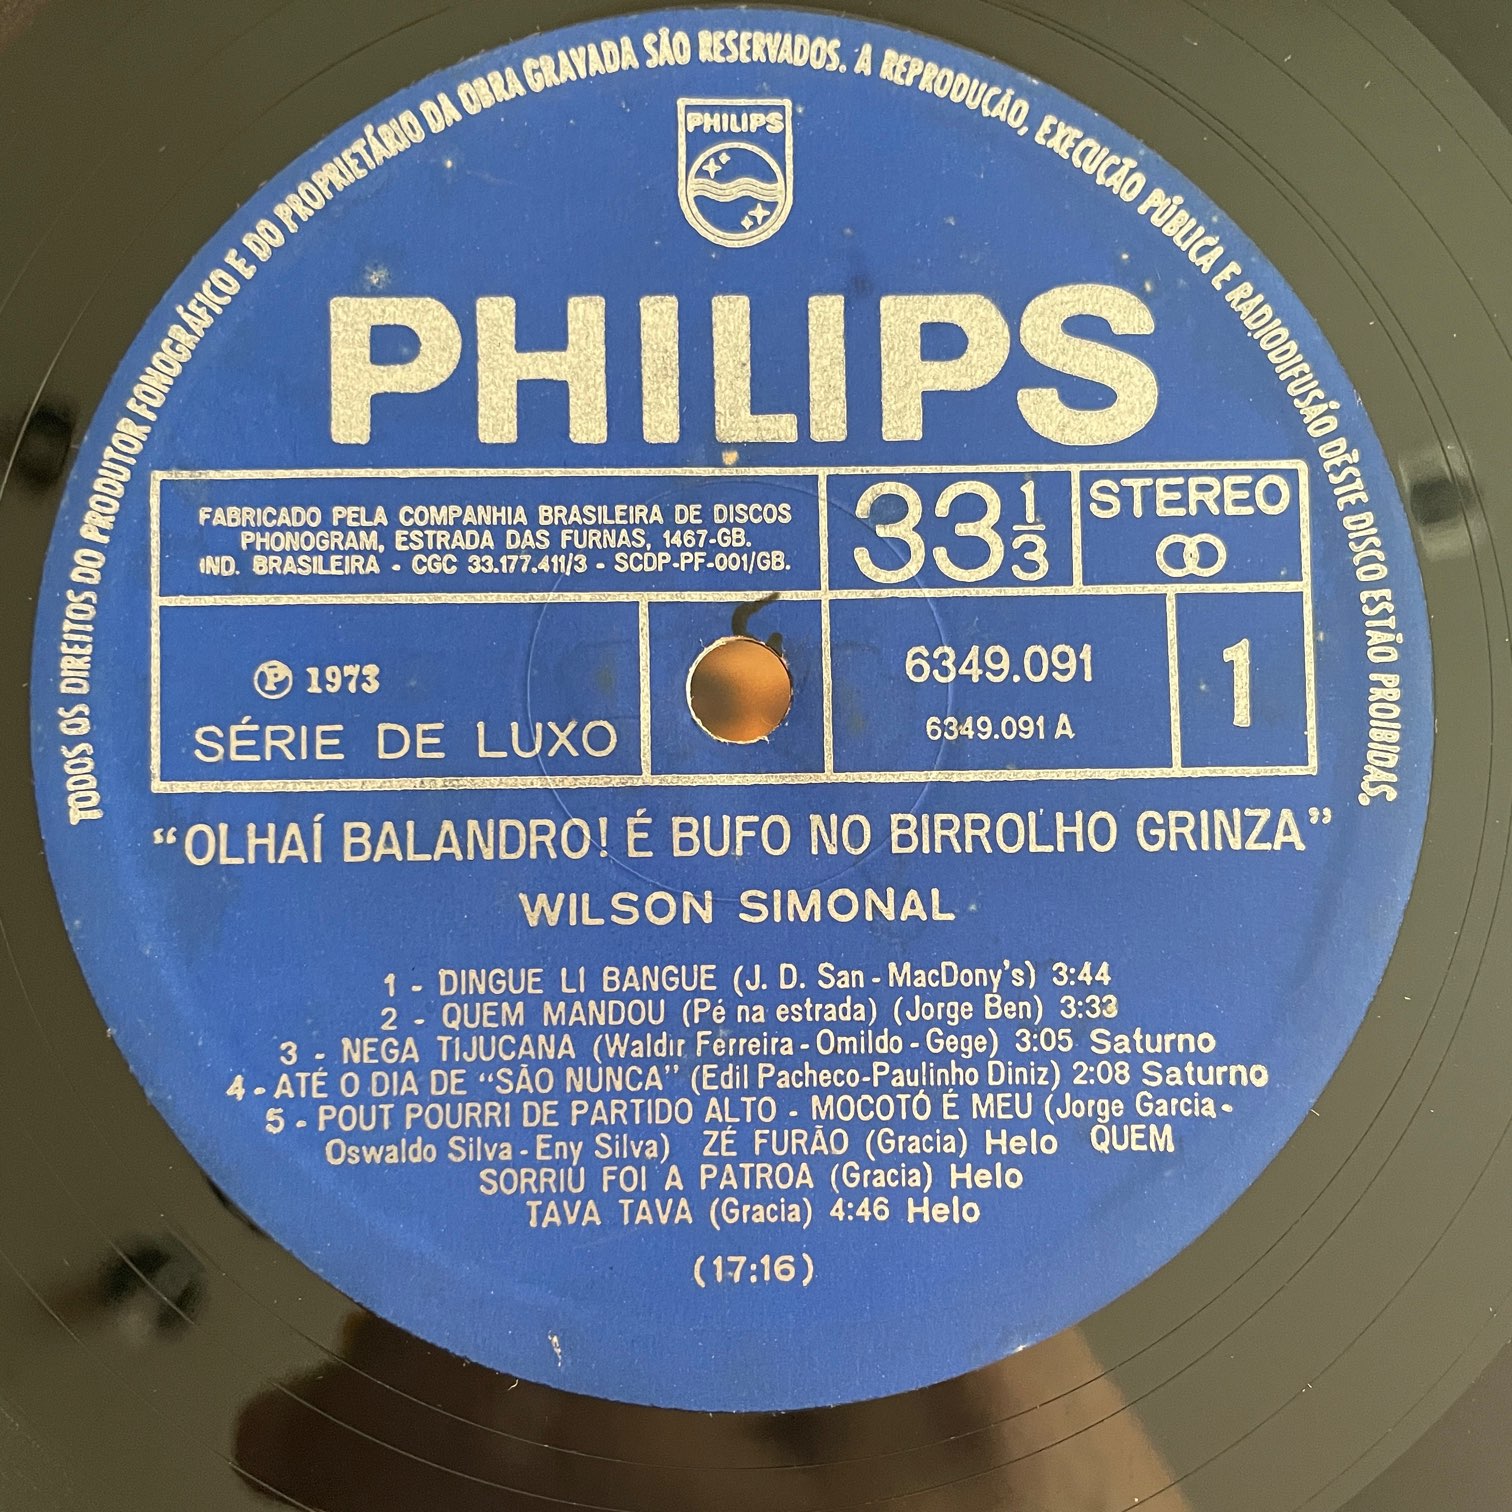 TODOS OS DIREITOS DO PRODUTOR FONOGRÁFICO E DO PROPRIETÁRIO DA OBRA GRAVADA SÃO RESERVADOS. A REPRODUÇÃO, EXECUÇÃO PÚBLICA E RADIODIFUSÃO DÊSTE DISCO ESTÃO PROIBIDAS.
PHILIPS
PHILIPS
FABRICADO PELA COMPANHIA BRASILEIRA DE DISCOS
PHONOGRAM, ESTRADA DAS FURNAS, 1467-GB.
IND. BRASILEIRA - CGC 33.177.411/3 - SCDP-PF-001/GB.
33 1/3
STEREO
℗ 1973
SÉRIE DE LUXO
6349.091
6349.091 A
1
“OLHAÍ BALANDRO! É BUFO NO BIRROLHO GRINZA”
WILSON SIMONAL
1 - DINGUE LI BANGUE (J. D. San - MacDony's) 3:44
2 - QUEM MANDOU (Pé na estrada) (Jorge Ben) 3:33
3 - NEGA TIJUCANA (Waldir Ferreira - Omildo - Gege) 3:05 Saturno
4 - ATÉ O DIA DE “SÃO NUNCA” (Edil Pacheco-Paulinho Diniz) 2:08 Saturno
5 - POUT POURRI DE PARTIDO ALTO - MOCOTÓ É MEU (Jorge Garcia-
Oswaldo Silva - Eny Silva) ZÉ FURÃO (Gracia) Helo QUEM
SORRIU FOI A PATROA (Gracia) Helo
TAVA TAVA (Gracia) 4:46 Helo
(17:16)